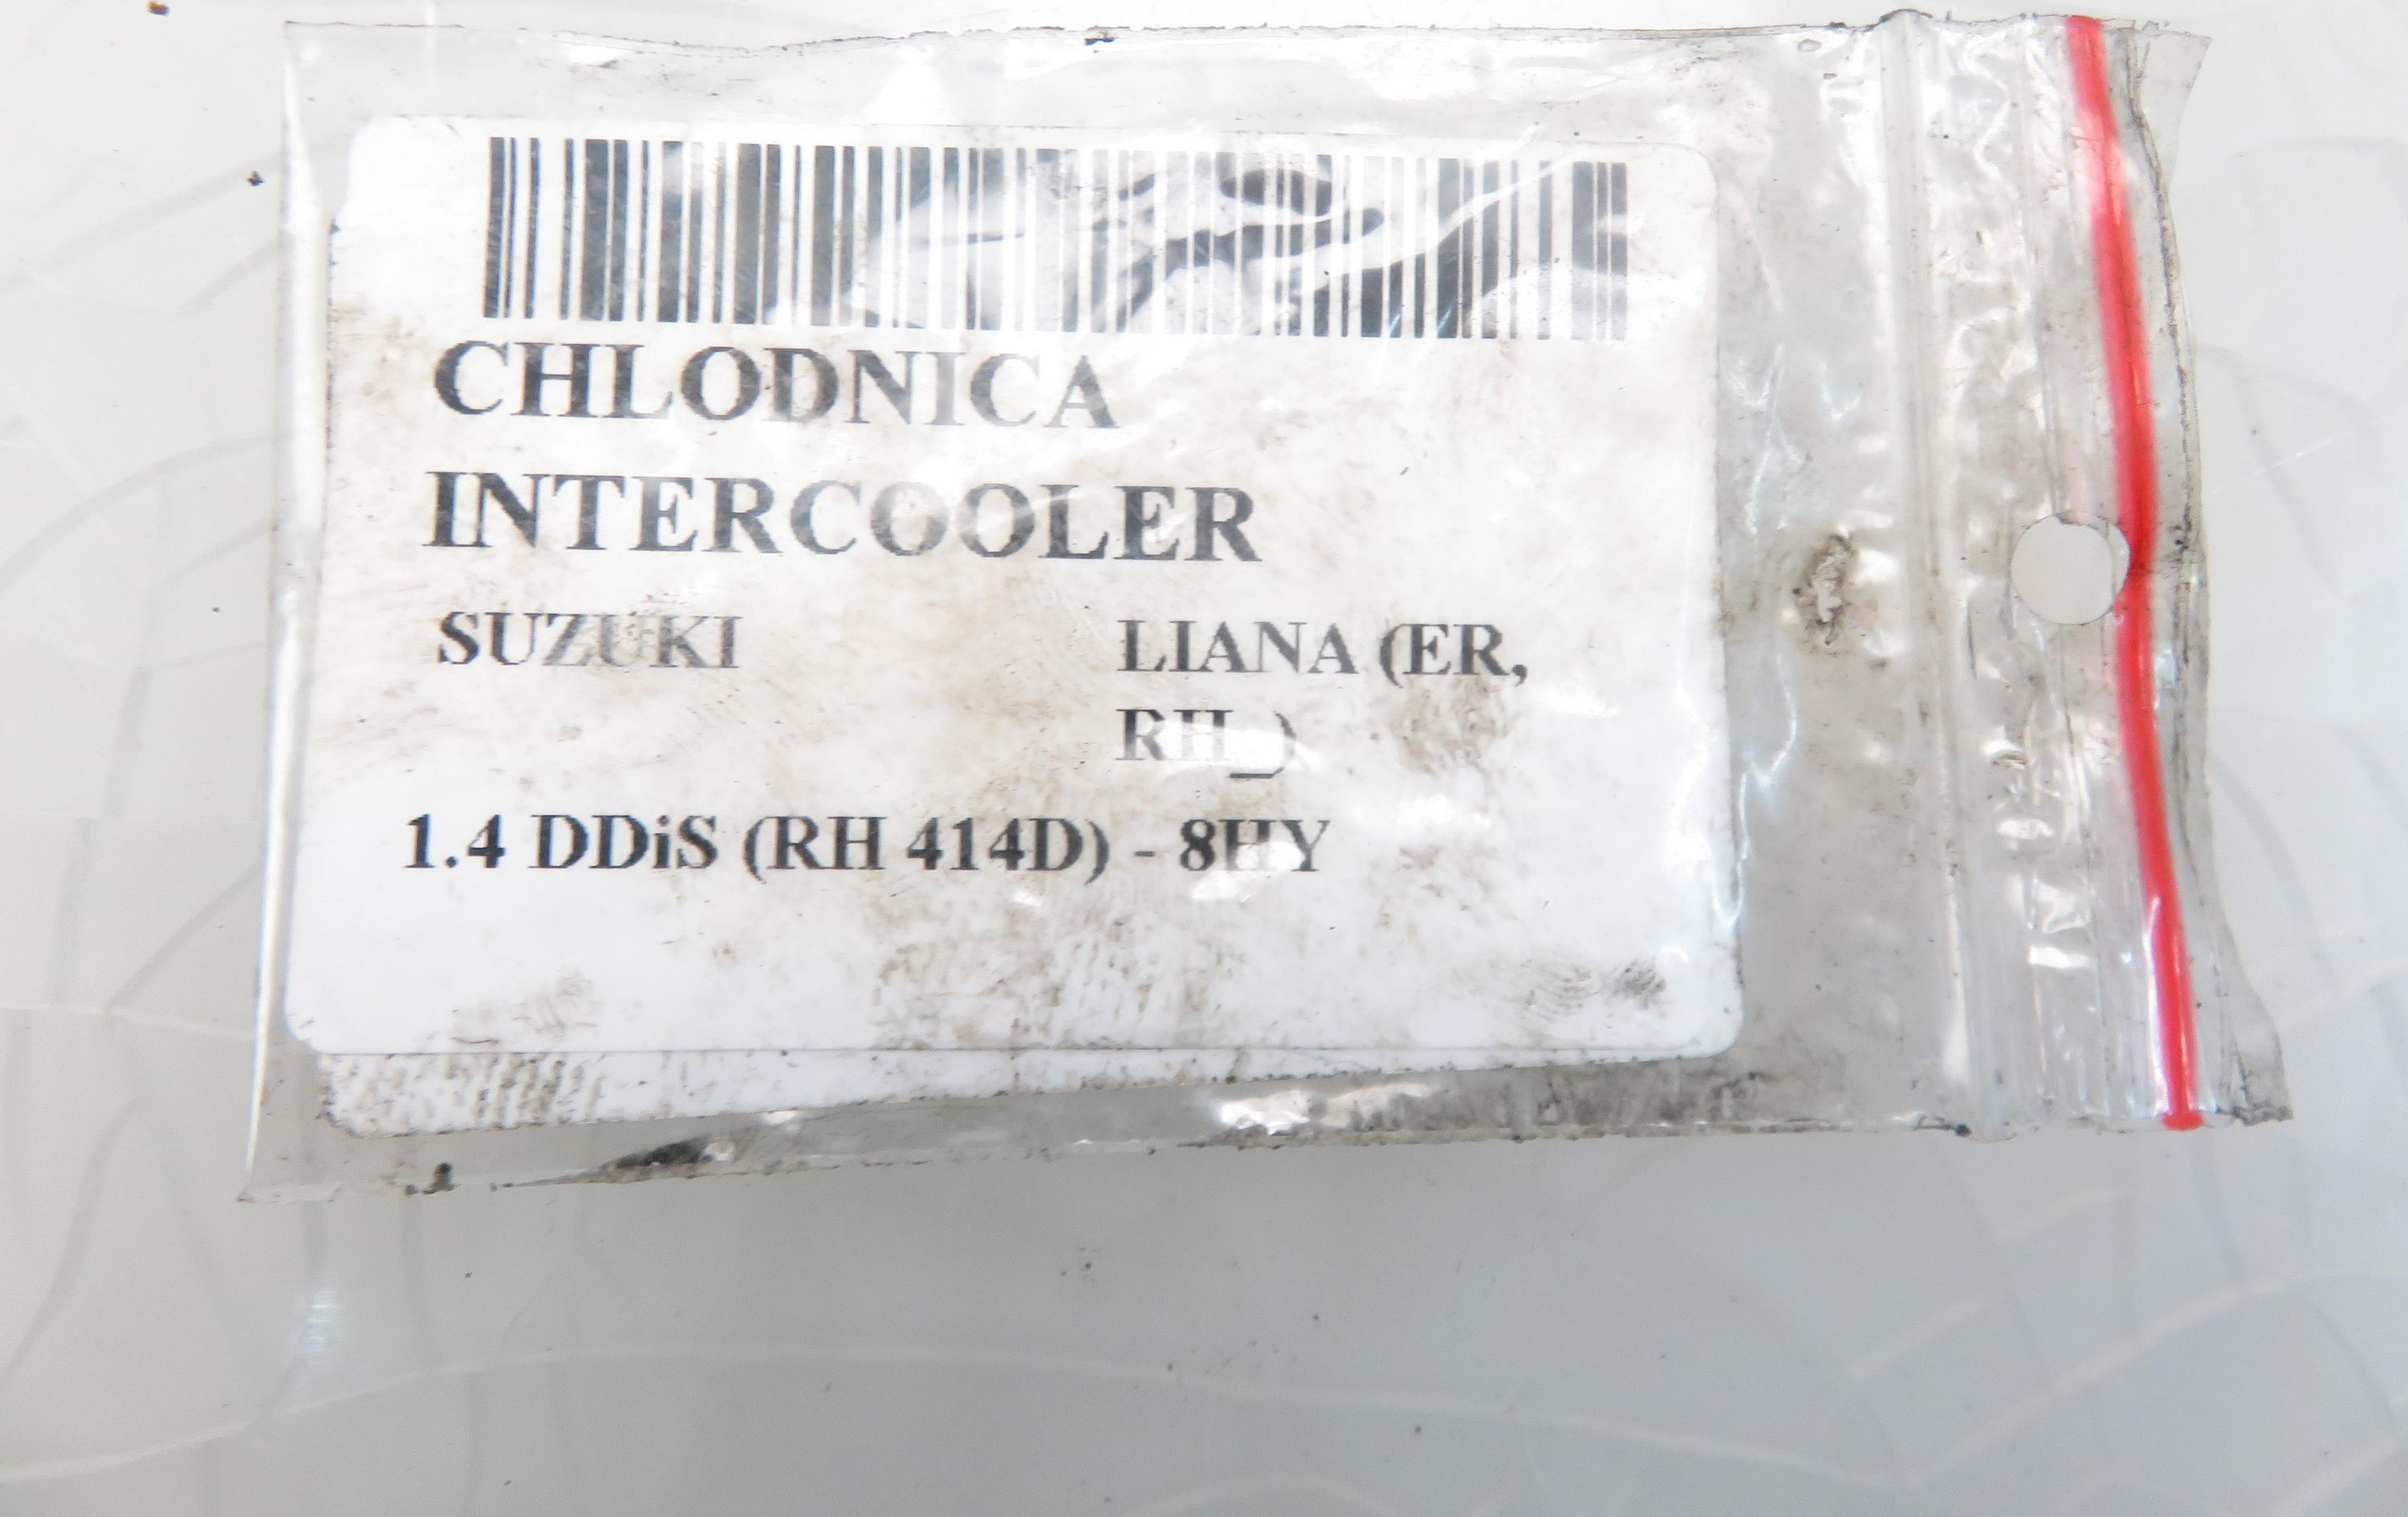 CHLODNICA
INTERCOOLER
SUZUKI LIANA (ER,
RH_)
1.4 DDiS (RH 414D) - 8HY